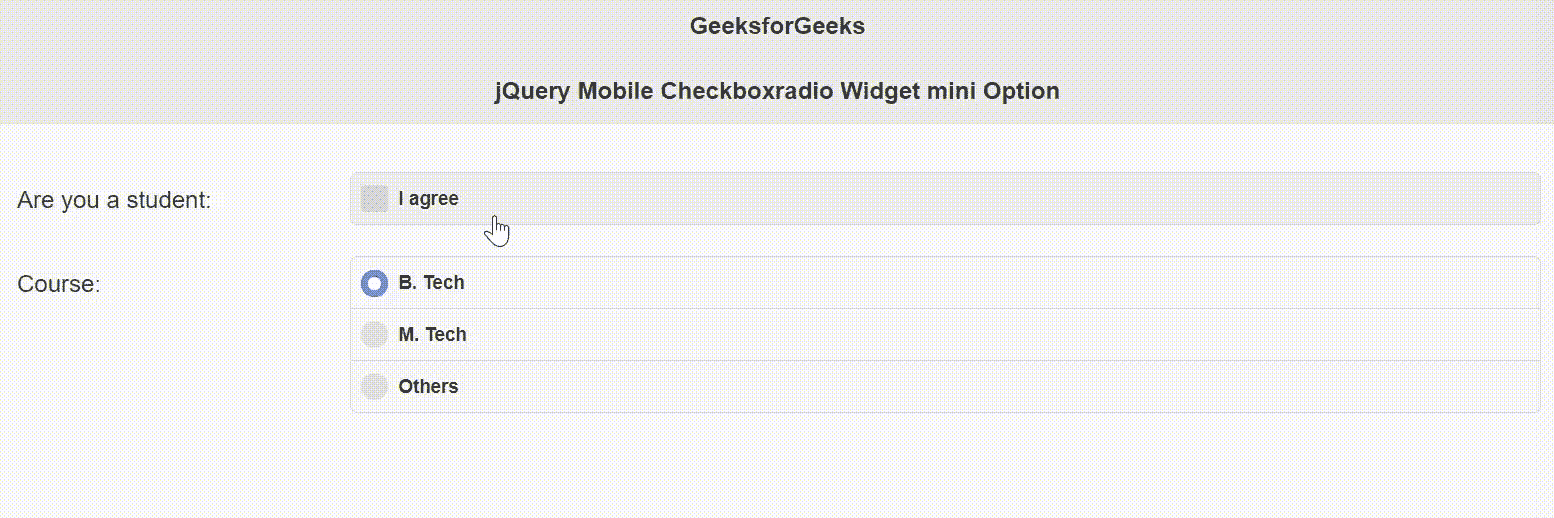 GeeksforGeeks
jQuery Mobile Checkboxradio Widget mini Option
Are you a student:
I agree
Course:
B. Tech
M. Tech
Others